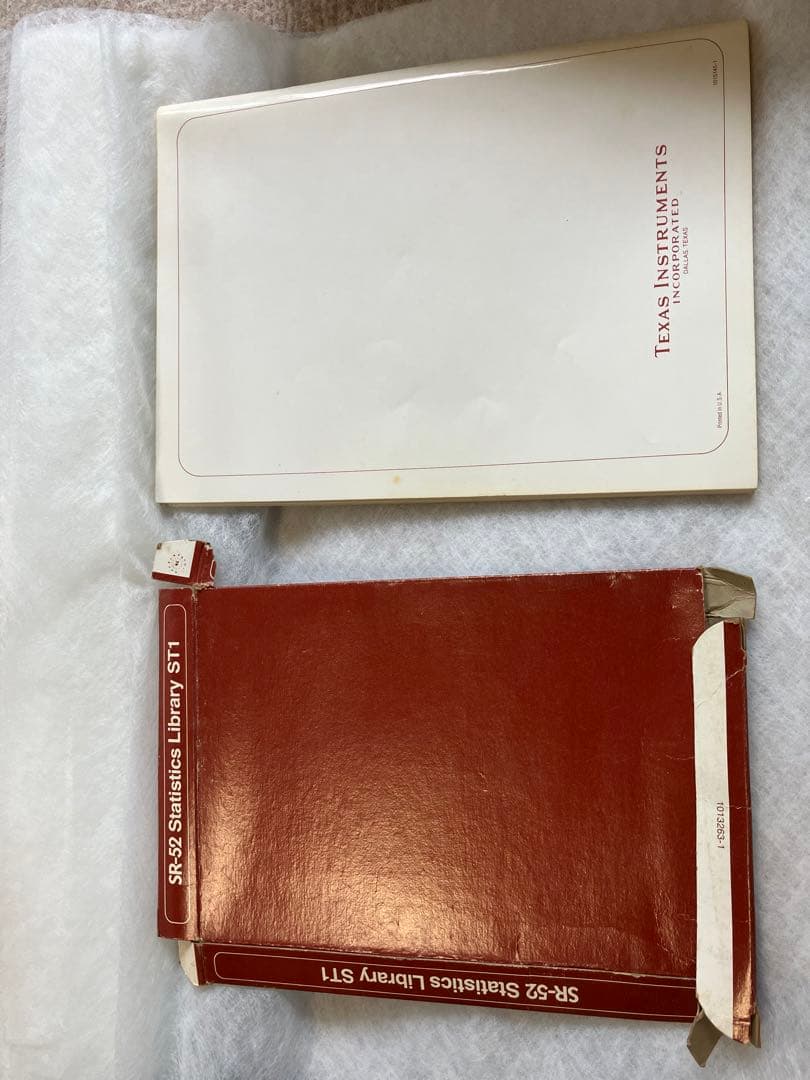 TEXAS INSTRUMENTS
INCORPORATED
DALLAS, TEXAS
Printed in U.S.A.
SR-52 Statistics Library ST1
SR-52 Statistics Library ST1
1013263-1